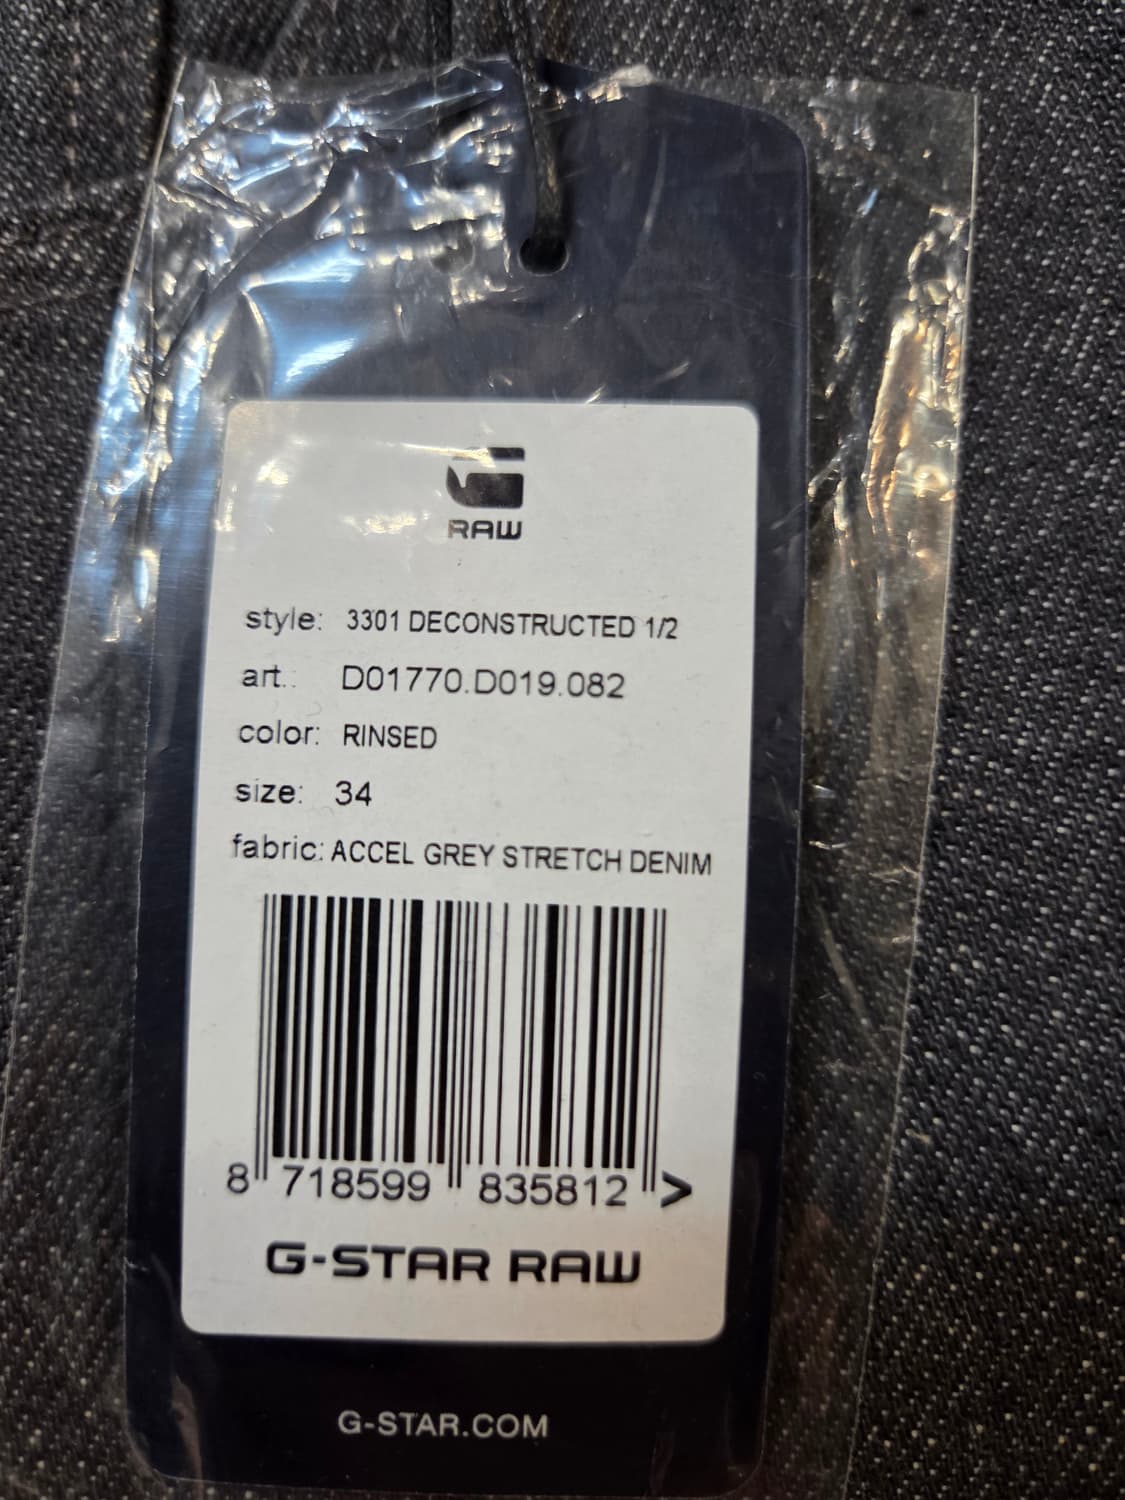 RAW
style: 3301 DECONSTRUCTED 1/2
art.: D01770.D019.082
color: RINSED
size: 34
fabric: ACCEL GREY STRETCH DENIM
8 718599 835812 >
G-STAR RAW
G-STAR.COM